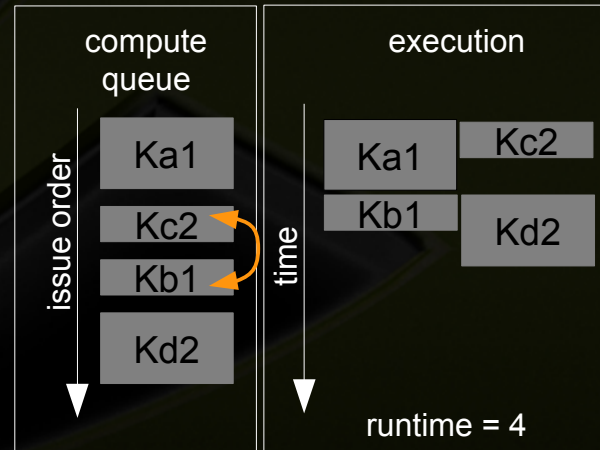 compute
queue
issue order
Ka1
Kc2
Kb1
Kd2
execution
time
Ka1
Kc2
Kb1
Kd2
runtime = 4